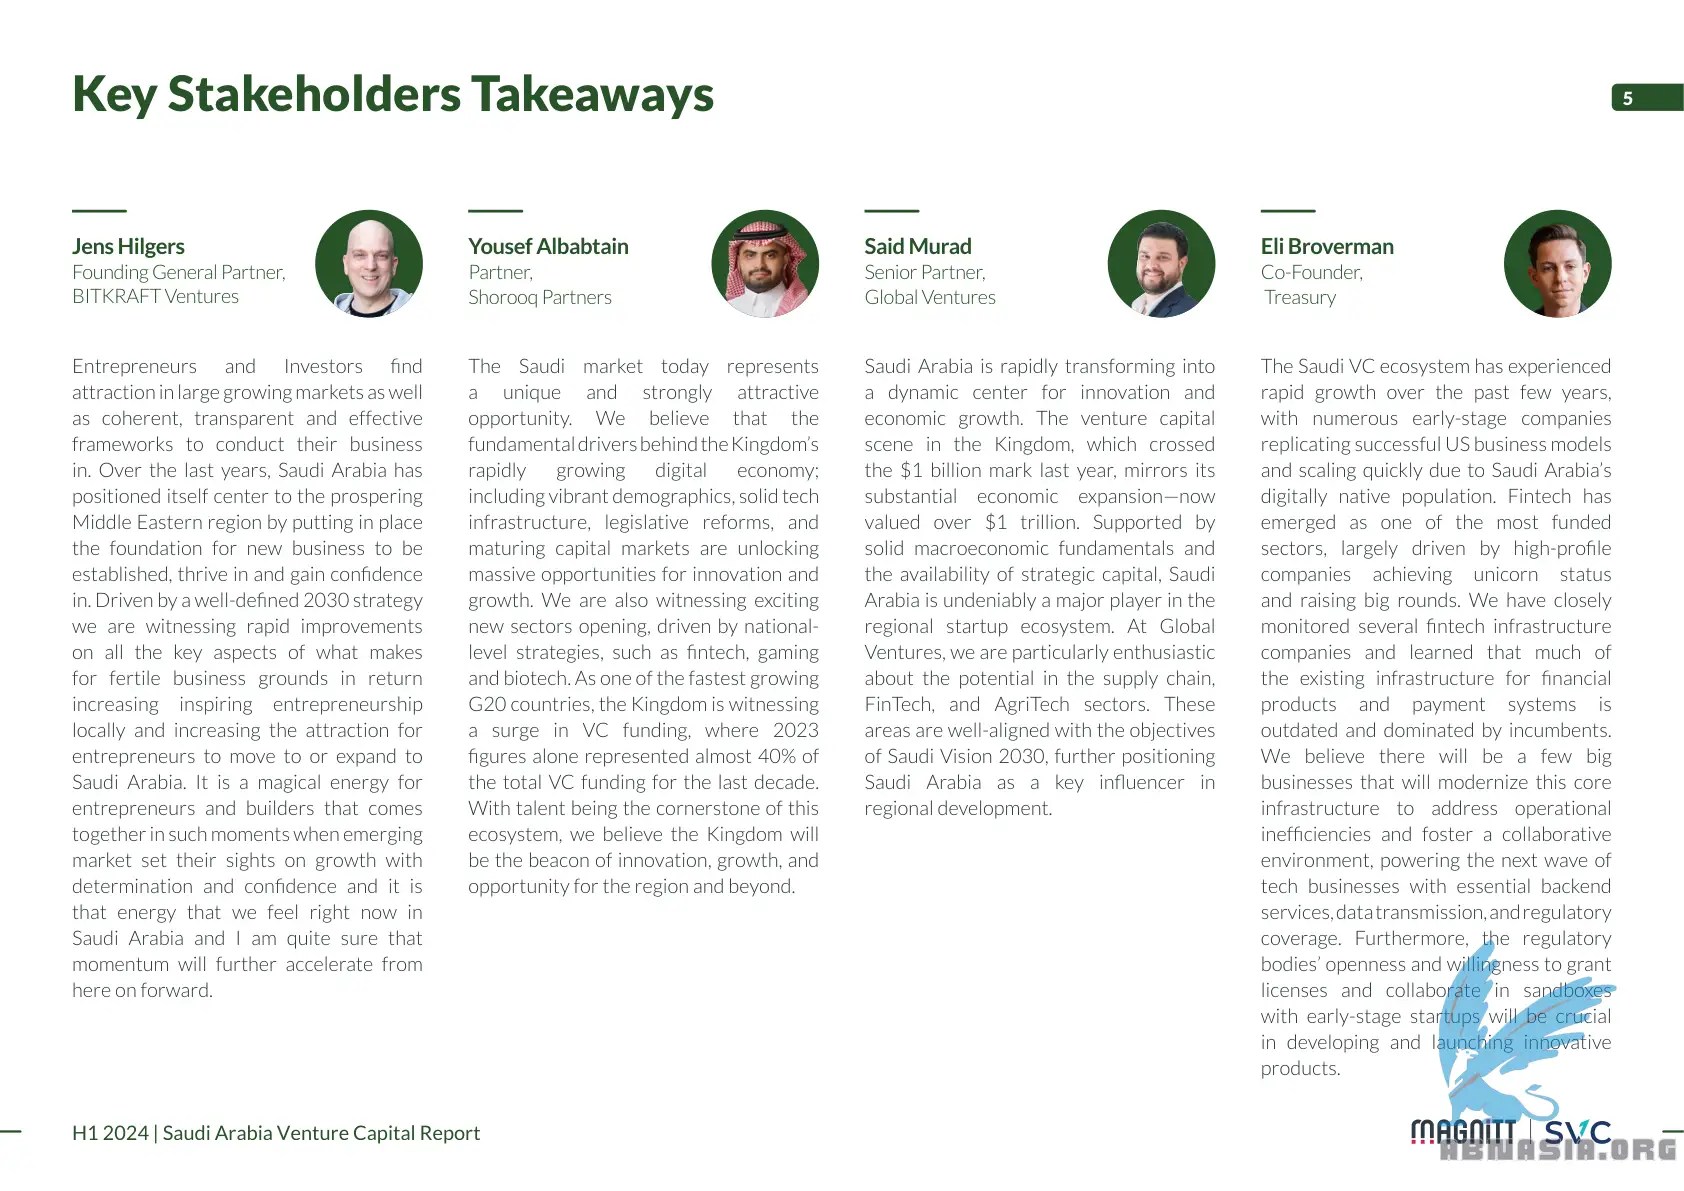 Key Stakeholders Takeaways
5
Jens Hilgers
Founding General Partner,
BITKRAFT Ventures
Entrepreneurs and Investors find
attraction in large growing markets as well
as coherent, transparent and effective
frameworks to conduct their business
in. Over the last years, Saudi Arabia has
positioned itself center to the prospering
Middle Eastern region by putting in place
the foundation for new business to be
established, thrive in and gain confidence
in. Driven by a well-defined 2030 strategy
we are witnessing rapid improvements
on all the key aspects of what makes
for fertile business grounds in return
increasing inspiring entrepreneurship
locally and increasing the attraction for
entrepreneurs to move to or expand to
Saudi Arabia. It is a magical energy for
entrepreneurs and builders that comes
together in such moments when emerging
market set their sights on growth with
determination and confidence and it is
that energy that we feel right now in
Saudi Arabia and I am quite sure that
momentum will further accelerate from
here on forward.
Yousef Albabtain
Partner,
Shorooq Partners
The Saudi market today represents
a unique and strongly attractive
opportunity. We believe that the
fundamental drivers behind the Kingdom's
rapidly growing digital economy;
including vibrant demographics, solid tech
infrastructure, legislative reforms, and
maturing capital markets are unlocking
massive opportunities for innovation and
growth. We are also witnessing exciting
new sectors opening, driven by national-
level strategies, such as fintech, gaming
and biotech. As one of the fastest growing
G20 countries, the Kingdom is witnessing
a surge in VC funding, where 2023
figures alone represented almost 40% of
the total VC funding for the last decade.
With talent being the cornerstone of this
ecosystem, we believe the Kingdom will
be the beacon of innovation, growth, and
opportunity for the region and beyond.
Said Murad
Senior Partner,
Global Ventures
Saudi Arabia is rapidly transforming into
a dynamic center for innovation and
economic growth. The venture capital
scene in the Kingdom, which crossed
the $1 billion mark last year, mirrors its
substantial economic expansion—now
valued over $1 trillion. Supported by
solid macroeconomic fundamentals and
the availability of strategic capital, Saudi
Arabia is undeniably a major player in the
regional startup ecosystem. At Global
Ventures, we are particularly enthusiastic
about the potential in the supply chain,
FinTech, and AgriTech sectors. These
areas are well-aligned with the objectives
of Saudi Vision 2030, further positioning
Saudi Arabia as a key influencer in
regional development.
Eli Broverman
Co-Founder,
Treasury
The Saudi VC ecosystem has experienced
rapid growth over the past few years,
with numerous early-stage companies
replicating successful US business models
and scaling quickly due to Saudi Arabia's
digitally native population. Fintech has
emerged as one of the most funded
sectors, largely driven by high-profile
companies achieving unicorn status
and raising big rounds. We have closely
monitored several fintech infrastructure
companies and learned that much of
the existing infrastructure for financial
products and payment systems is
outdated and dominated by incumbents.
We believe there will be a few big
businesses that will modernize this core
infrastructure to address operational
inefficiencies and foster a collaborative
environment, powering the next wave of
tech businesses with essential backend
services, data transmission, and regulatory
coverage. Furthermore, the regulatory
bodies' openness and willingness to grant
licenses and collaborate in sandboxes
with early-stage startups will be crucial
in developing and launching innovative
products.
H1 2024 | Saudi Arabia Venture Capital Report
MAGNiTT | SVC
ABNASIA.ORG